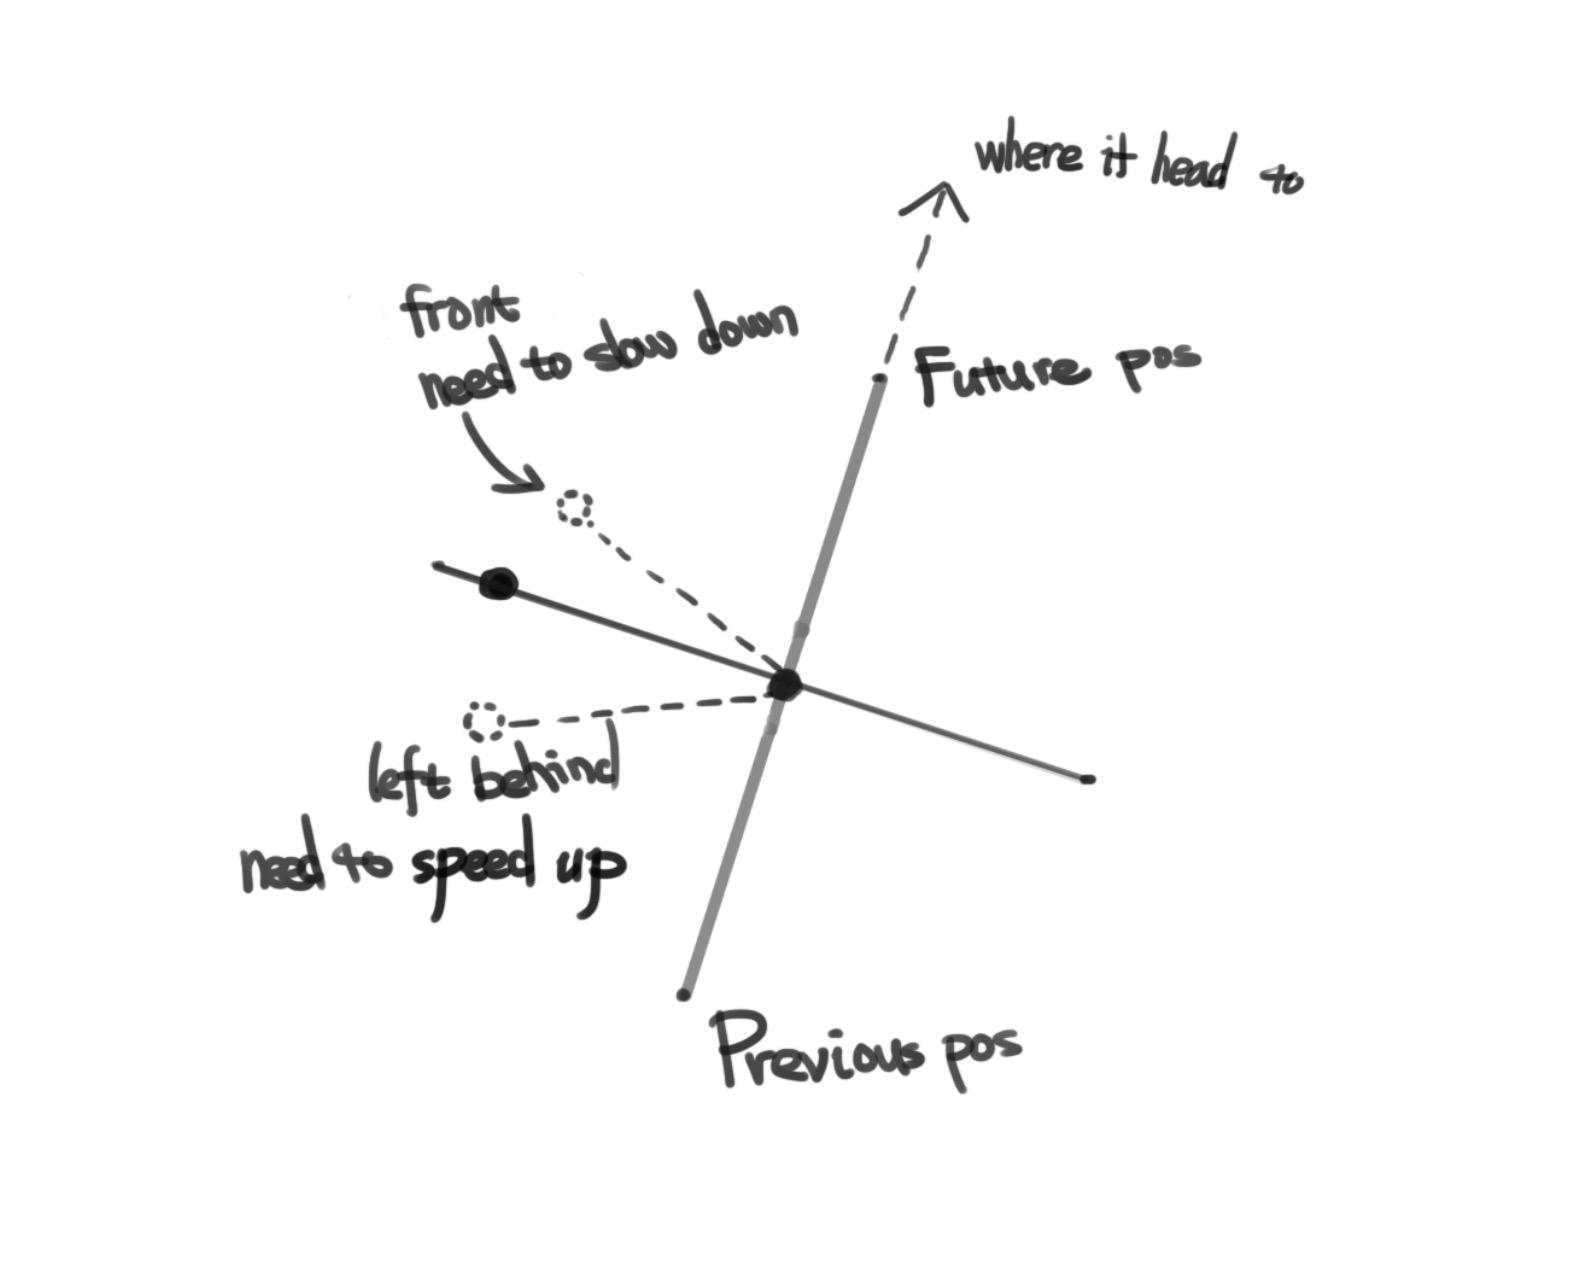 where it head to
front
need to slow down
Future pos
left behind
need to speed up
Previous pos